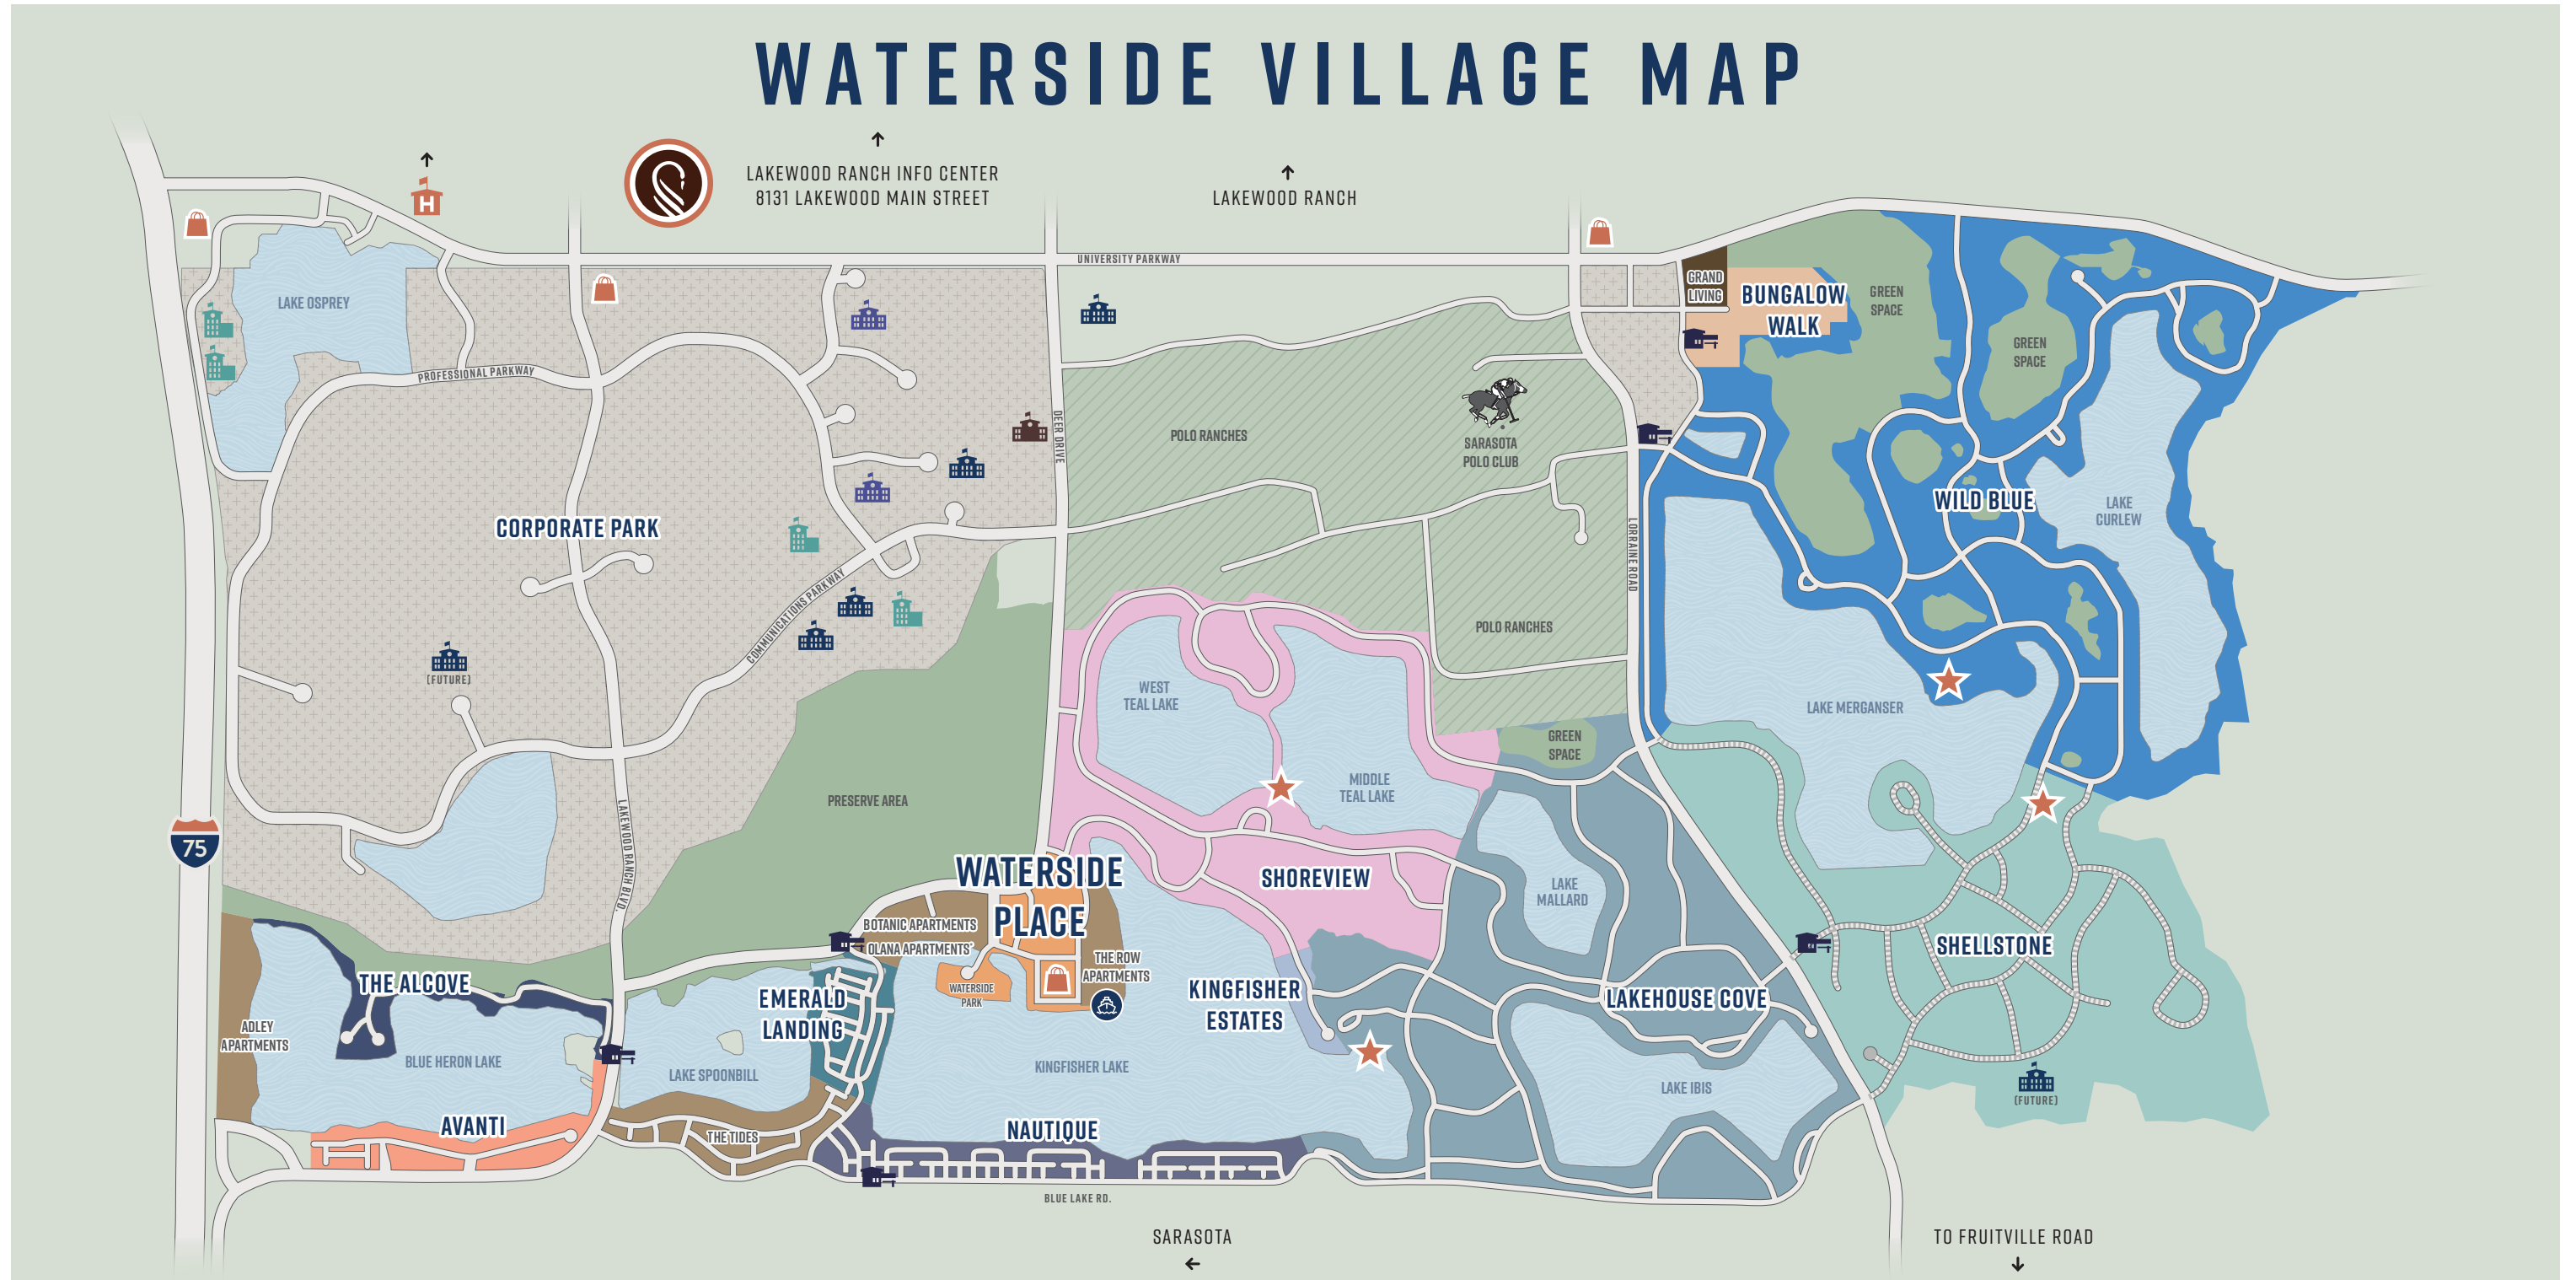 WATERSIDE VILLAGE MAP
LAKEWOOD RANCH INFO CENTER
8131 LAKEWOOD MAIN STREET
LAKEWOOD RANCH
H
UNIVERSITY PARKWAY
LAKE OSPREY
PROFESSIONAL PARKWAY
DEER DRIVE
GRAND
LIVING
BUNGALOW
WALK
GREEN
SPACE
GREEN
SPACE
POLO RANCHES
SARASOTA
POLO CLUB
CORPORATE PARK
WILD BLUE
LAKE
CURLEW
LORRAINE ROAD
COMMUNICATIONS PARKWAY
(FUTURE)
POLO RANCHES
WEST
TEAL LAKE
LAKE MERGANSER
GREEN
SPACE
MIDDLE
TEAL LAKE
PRESERVE AREA
75
LAKEWOOD RANCH BLVD.
WATERSIDE
PLACE
SHOREVIEW
LAKE
MALLARD
BOTANIC APARTMENTS
OLANA APARTMENTS
THE ROW
APARTMENTS
WATERSIDE
PARK
SHELLSTONE
THE ALCOVE
EMERALD
LANDING
KINGFISHER
ESTATES
LAKEHOUSE COVE
ADLEY
APARTMENTS
BLUE HERON LAKE
LAKE SPOONBILL
KINGFISHER LAKE
LAKE IBIS
(FUTURE)
AVANTI
THE TIDES
NAUTIQUE
BLUE LAKE RD.
SARASOTA
TO FRUITVILLE ROAD